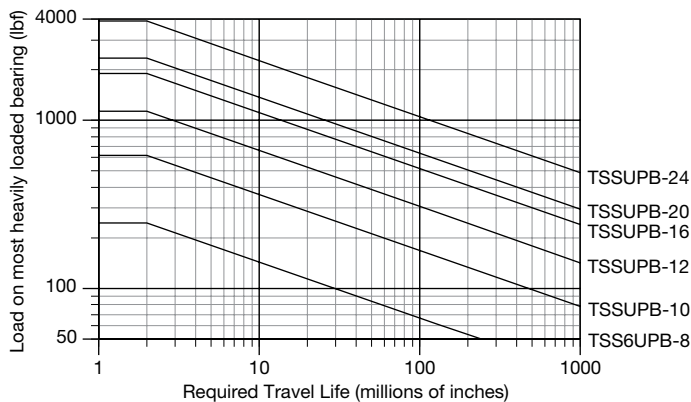 Load on most heavily loaded bearing (lbf)
4000
1000
100
50
1
10
100
1000
Required Travel Life (millions of inches)
TSSUPB-24
TSSUPB-20
TSSUPB-16
TSSUPB-12
TSSUPB-10
TSS6UPB-8